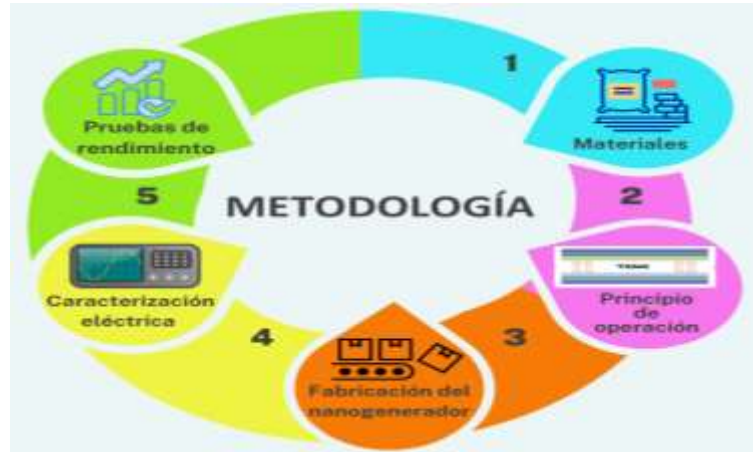 METODOLOGÍA
1
Materiales
2
Principio
de
operación
3
Fabricación del
nanogenerador
4
Caracterización
eléctrica
5
Pruebas de
rendimiento